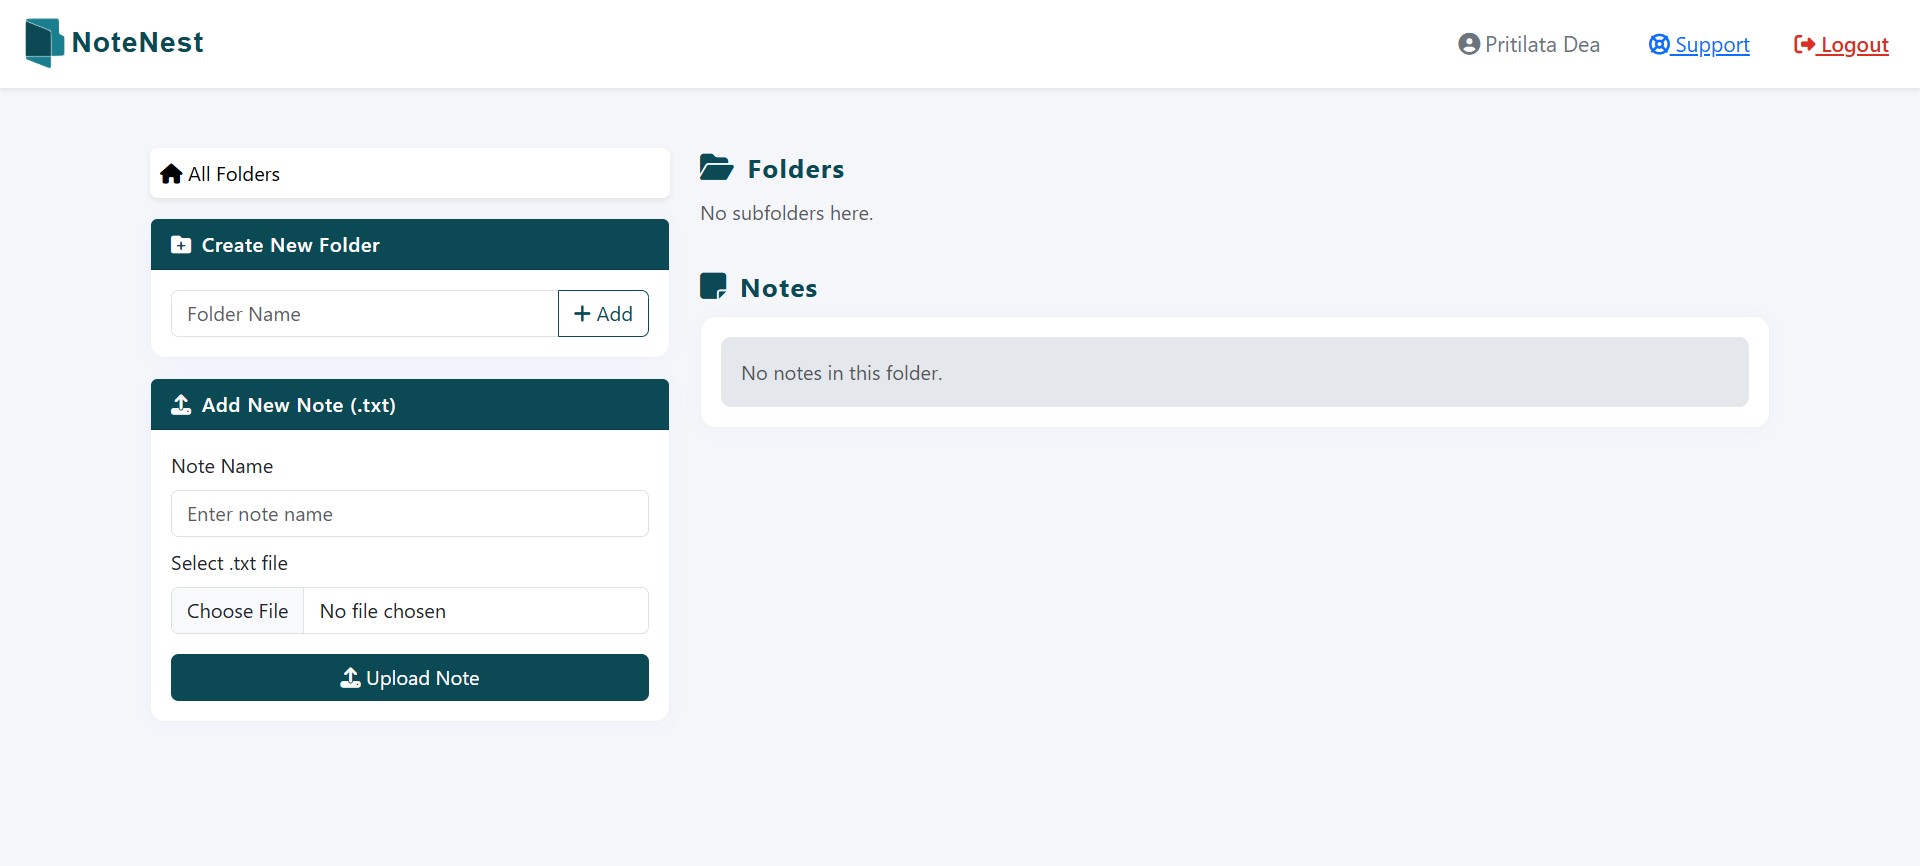 NoteNest
Pritilata Dea
Support
Logout
All Folders
Create New Folder
Folder Name
Add
Add New Note (.txt)
Note Name
Enter note name
Select .txt file
Choose File No file chosen
Upload Note
Folders
No subfolders here.
Notes
No notes in this folder.